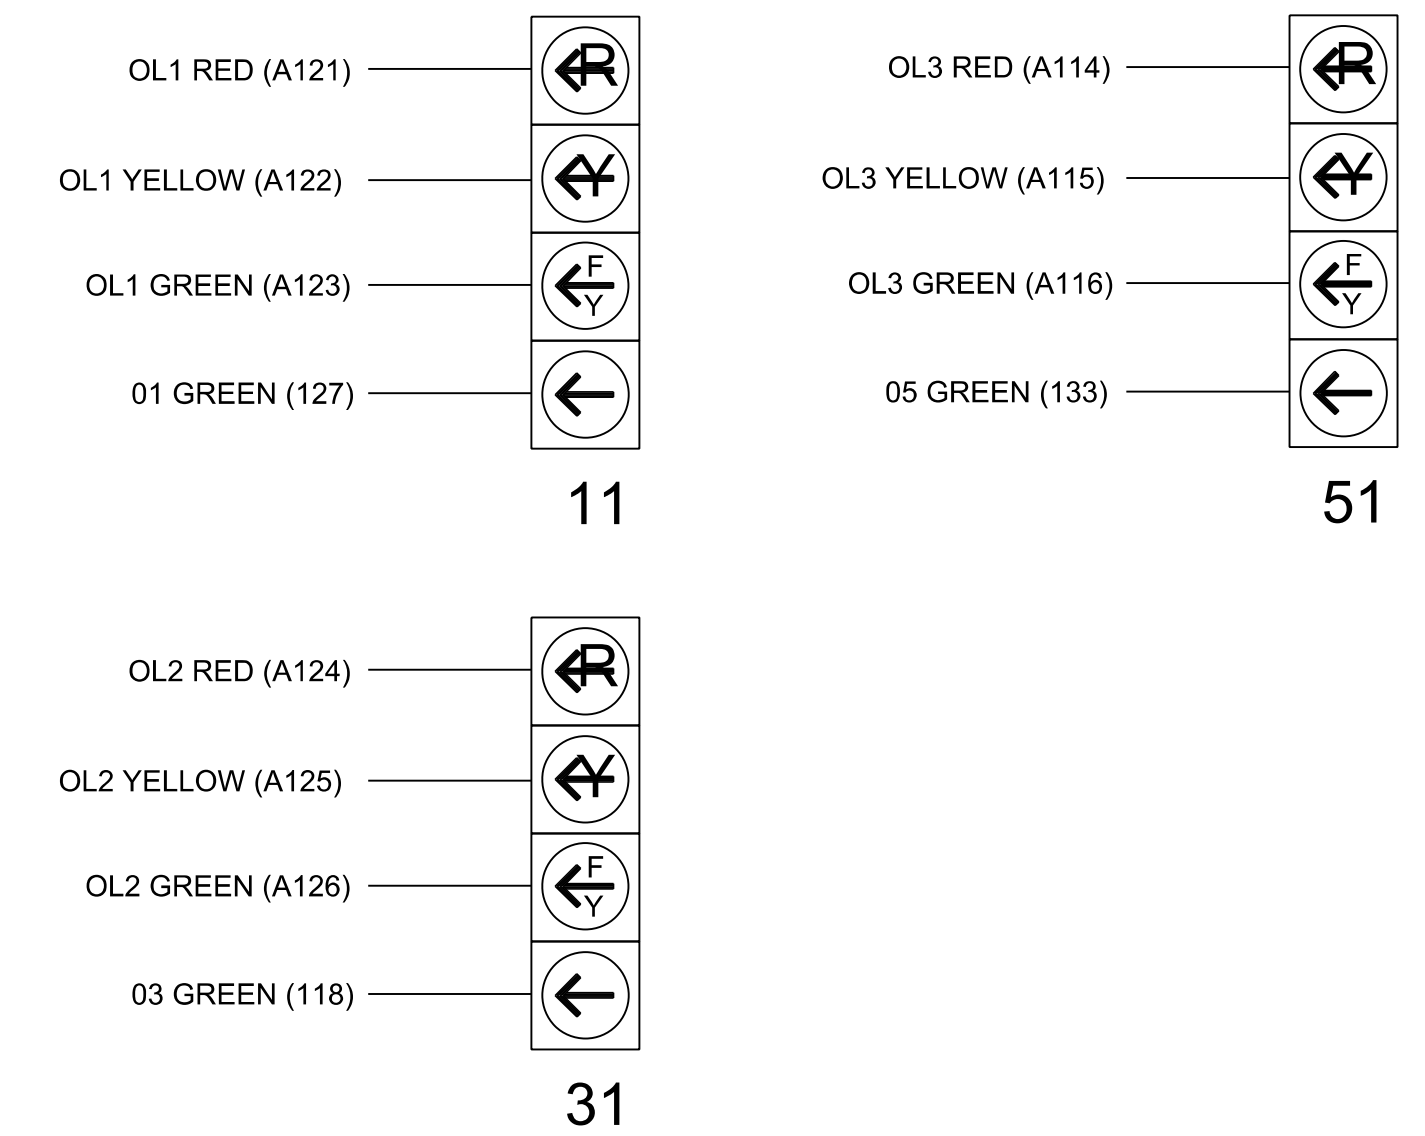 OL1 RED (A121)
R
OL1 YELLOW (A122)
Y
OL1 GREEN (A123)
F
Y
01 GREEN (127)
11
OL3 RED (A114)
R
OL3 YELLOW (A115)
Y
OL3 GREEN (A116)
F
Y
05 GREEN (133)
51
OL2 RED (A124)
R
OL2 YELLOW (A125)
Y
OL2 GREEN (A126)
F
Y
03 GREEN (118)
31